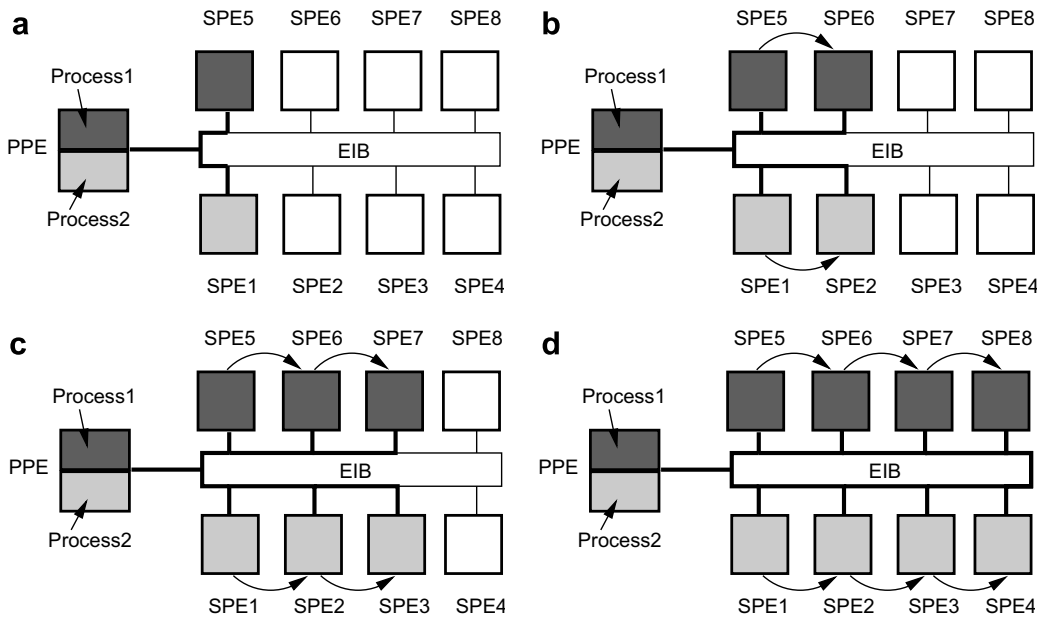 a
SPE5 SPE6 SPE7 SPE8
Process1
PPE
EIB
Process2
SPE1 SPE2 SPE3 SPE4
b
SPE5 SPE6 SPE7 SPE8
Process1
PPE
EIB
Process2
SPE1 SPE2 SPE3 SPE4
c
SPE5 SPE6 SPE7 SPE8
Process1
PPE
EIB
Process2
SPE1 SPE2 SPE3 SPE4
d
SPE5 SPE6 SPE7 SPE8
Process1
PPE
EIB
Process2
SPE1 SPE2 SPE3 SPE4